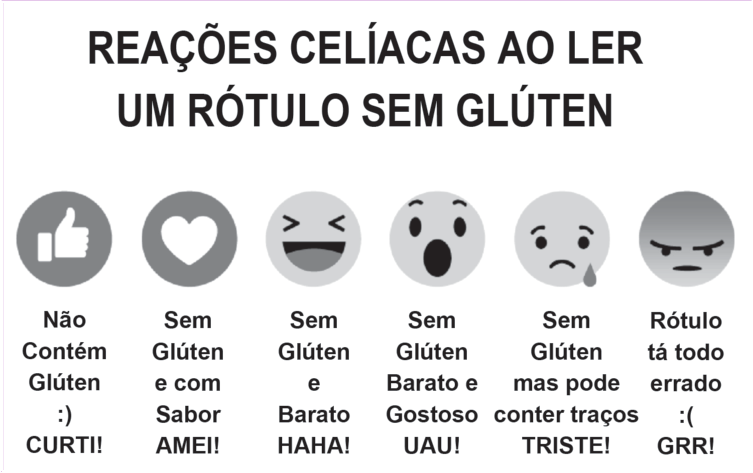 REAÇÕES CELÍACAS AO LER
UM RÓTULO SEM GLÚTEN
Não
Contém
Glúten
:)
CURTI!
Sem
Glúten
e com
Sabor
AMEI!
Sem
Glúten
e
Barato
HAHA!
Sem
Glúten
Barato e
Gostoso
UAU!
Sem
Glúten
mas pode
conter traços
TRISTE!
Rótulo
tá todo
errado
:(
GRR!